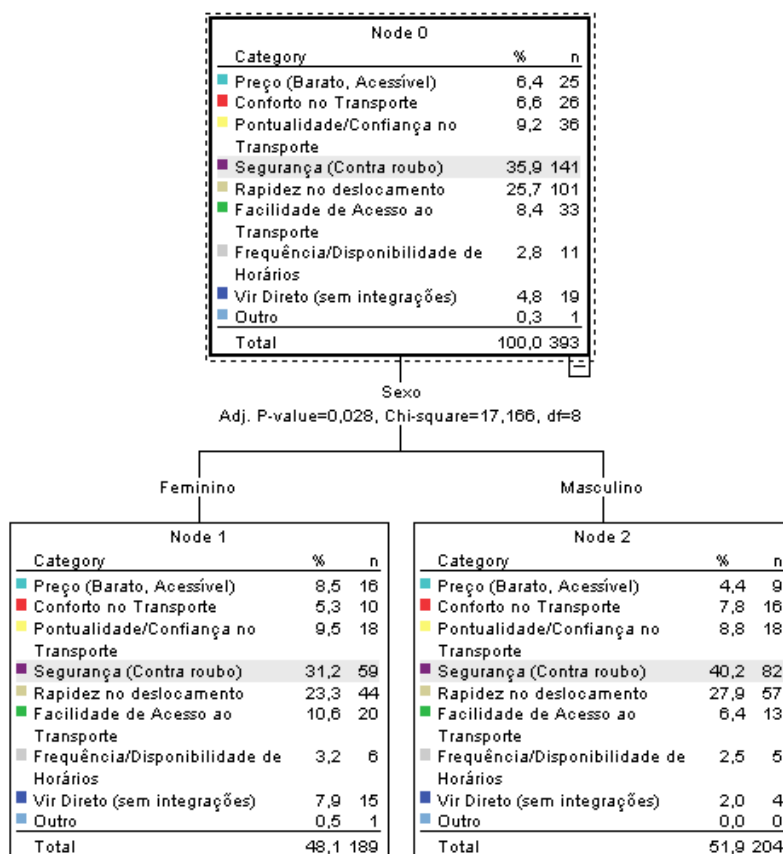 Node 0
Category % n
Preço (Barato, Acessível) 6,4 25
Conforto no Transporte 6,6 26
Pontualidade/Confiança no
Transporte 9,2 36
Segurança (Contra roubo) 35,9 141
Rapidez no deslocamento 25,7 101
Facilidade de Acesso ao
Transporte 8,4 33
Frequência/Disponibilidade de
Horários 2,8 11
Vir Direto (sem integrações) 4,8 19
Outro 0,3 1
Total 100,0 393
Sexo
Adj. P-value=0,028, Chi-square=17,166, df=8
Feminino
Masculino
Node 1
Category % n
Preço (Barato, Acessível) 8,5 16
Conforto no Transporte 5,3 10
Pontualidade/Confiança no
Transporte 9,5 18
Segurança (Contra roubo) 31,2 59
Rapidez no deslocamento 23,3 44
Facilidade de Acesso ao
Transporte 10,6 20
Frequência/Disponibilidade de
Horários 3,2 6
Vir Direto (sem integrações) 7,9 15
Outro 0,5 1
Total 48,1 189
Node 2
Category % n
Preço (Barato, Acessível) 4,4 9
Conforto no Transporte 7,8 16
Pontualidade/Confiança no
Transporte 8,8 18
Segurança (Contra roubo) 40,2 82
Rapidez no deslocamento 27,9 57
Facilidade de Acesso ao
Transporte 6,4 13
Frequência/Disponibilidade de
Horários 2,5 5
Vir Direto (sem integrações) 2,0 4
Outro 0,0 0
Total 51,9 204